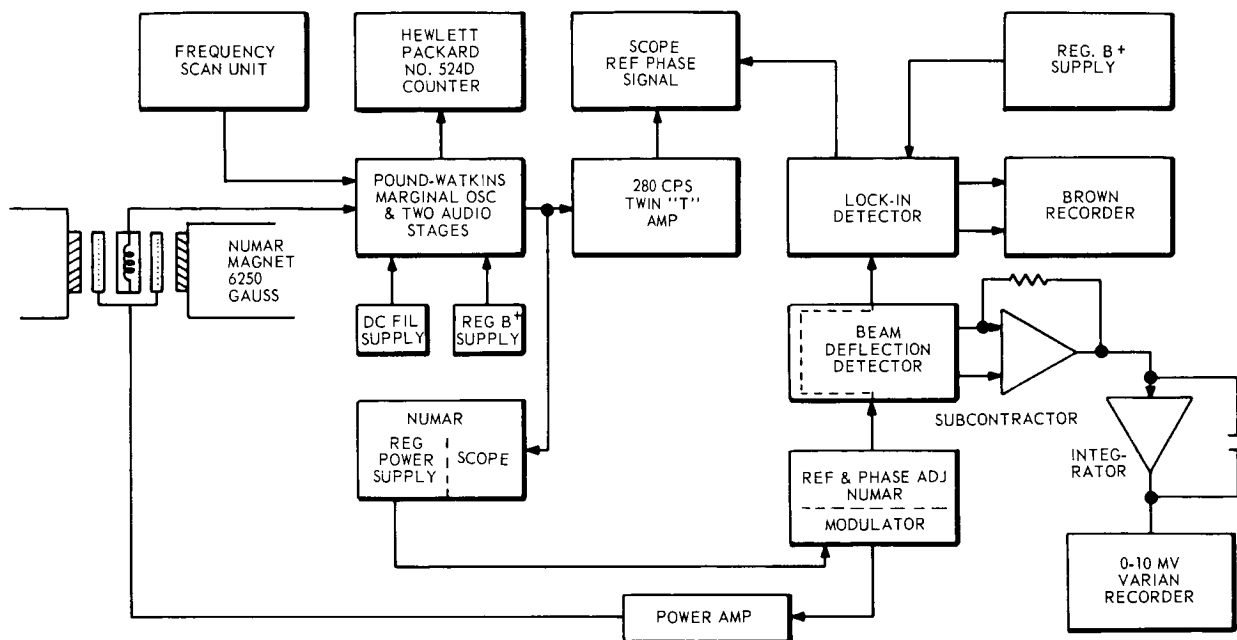 FREQUENCY
SCAN UNIT
HEWLETT
PACKARD
NO. 524D
COUNTER
SCOPE
REF PHASE
SIGNAL
REG. B+
SUPPLY
POUND-WATKINS
MARGINAL OSC
& TWO AUDIO
STAGES
280 CPS
TWIN "T"
AMP
LOCK-IN
DETECTOR
BROWN
RECORDER
NUMAR
MAGNET
6250
GAUSS
DC FIL
SUPPLY
REG B+
SUPPLY
BEAM
DEFLECTION
DETECTOR
SUBCONTRACTOR
INTEG-
RATOR
NUMAR
REG
POWER
SUPPLY
SCOPE
REF & PHASE ADJ
NUMAR
MODULATOR
0-10 MV
VARIAN
RECORDER
POWER AMP